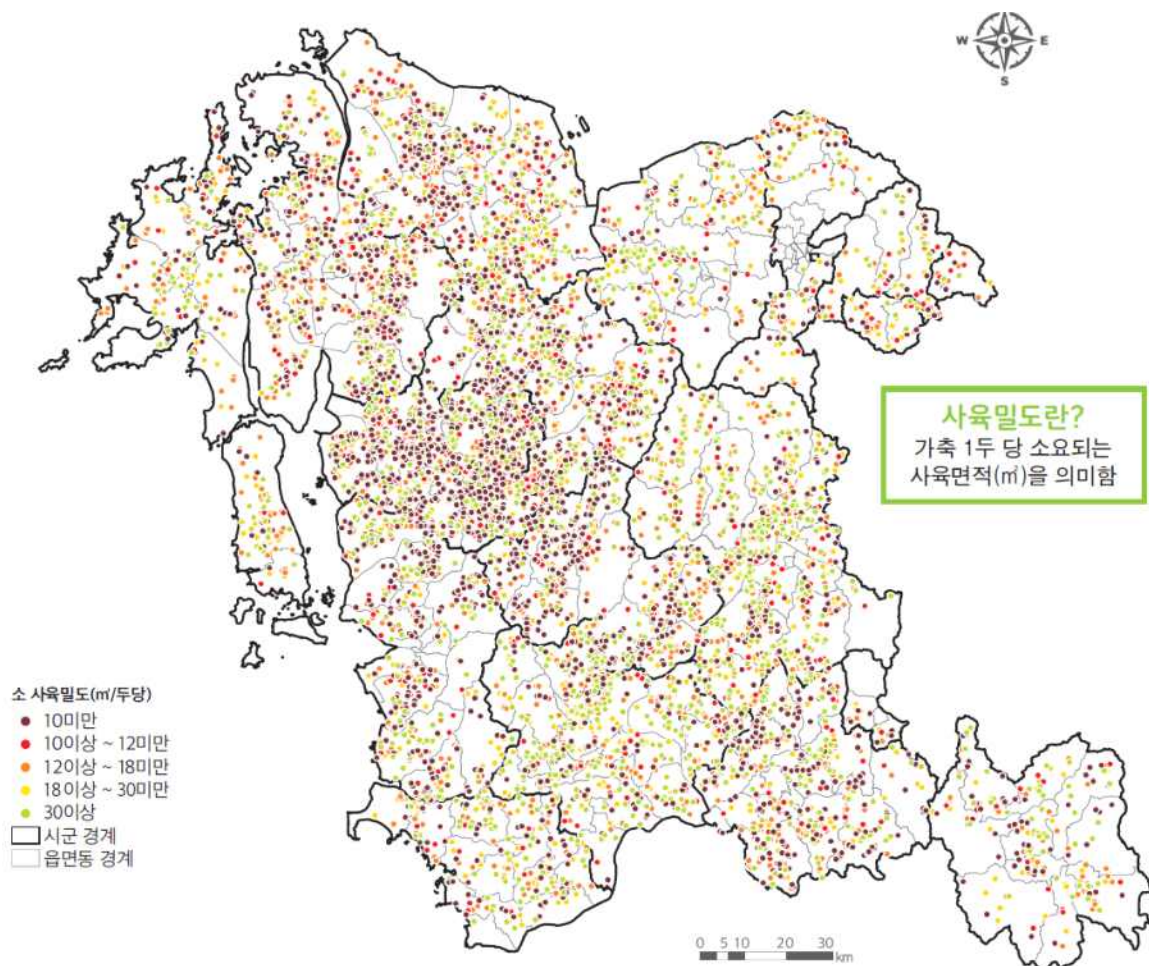 W E
S
사육밀도란?
가축 1두 당 소요되는
사육면적(㎡)을 의미함
소 사육밀도(㎡/두당)
10미만
10이상 ~ 12미만
12이상 ~ 18미만
18이상 ~ 30미만
30이상
시군 경계
읍면동 경계
0 5 10 20 30
km